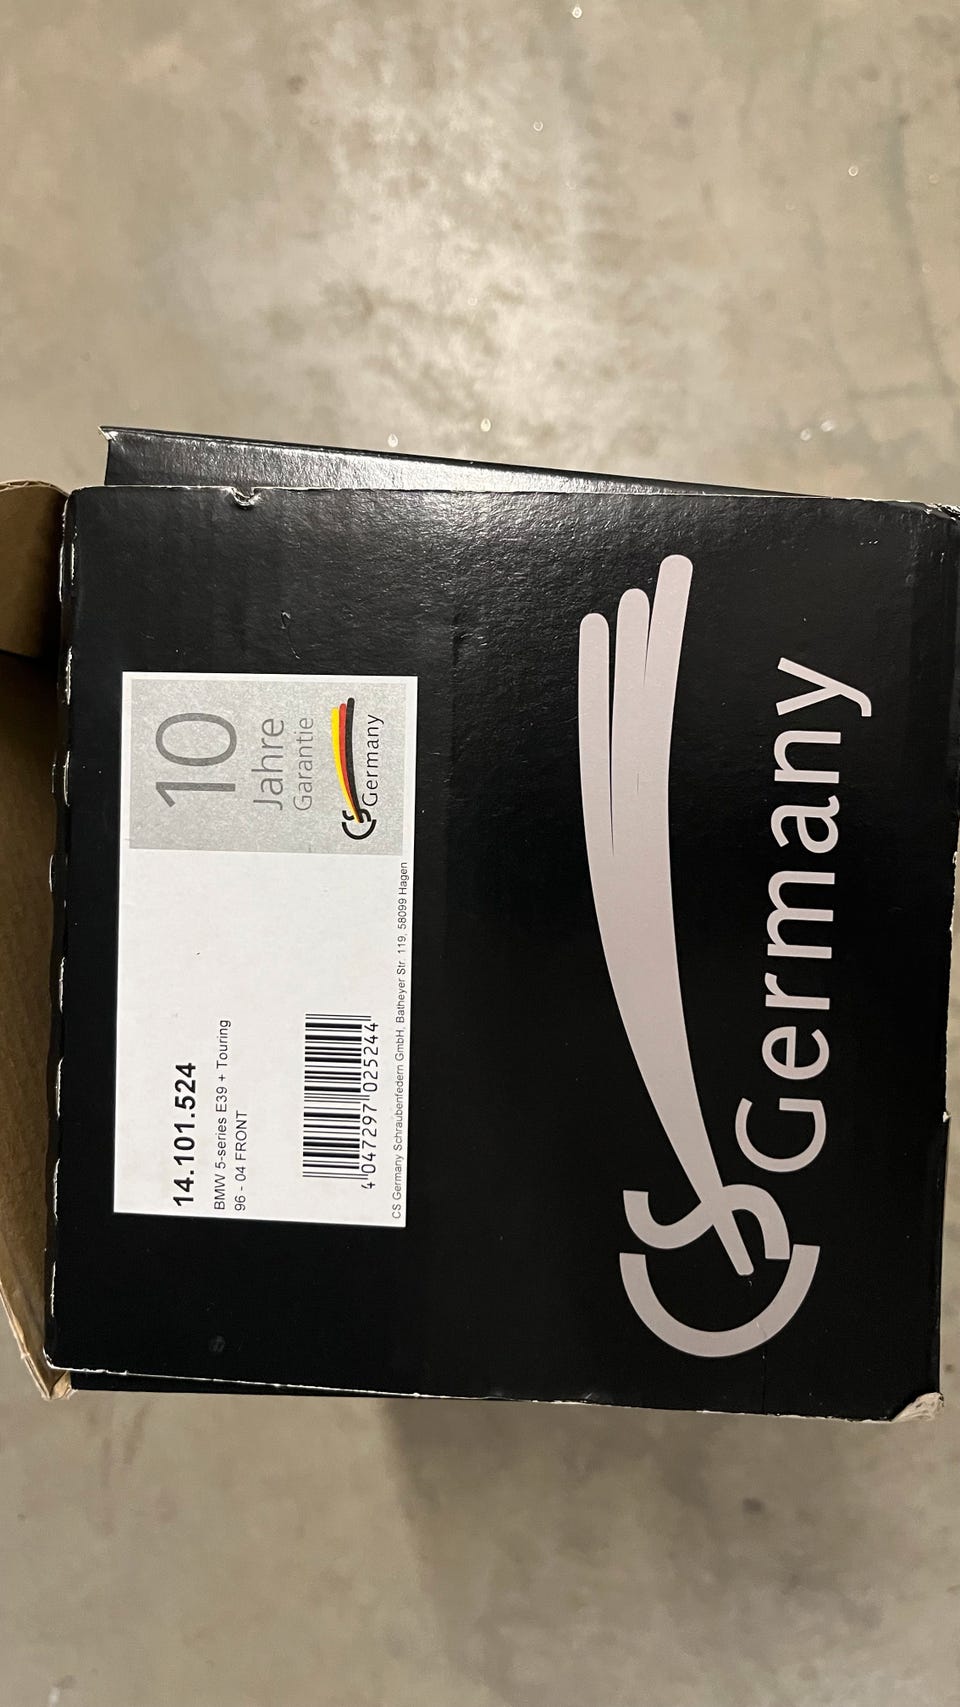 14.101.524
BMW 5-series E39 + Touring
96 - 04 FRONT
4 047297 025244
CS Germany Schraubenfedern GmbH, Batheyer Str. 119, 58099 Hagen
10
Jahre
Garantie
CS
Germany
CS
Germany